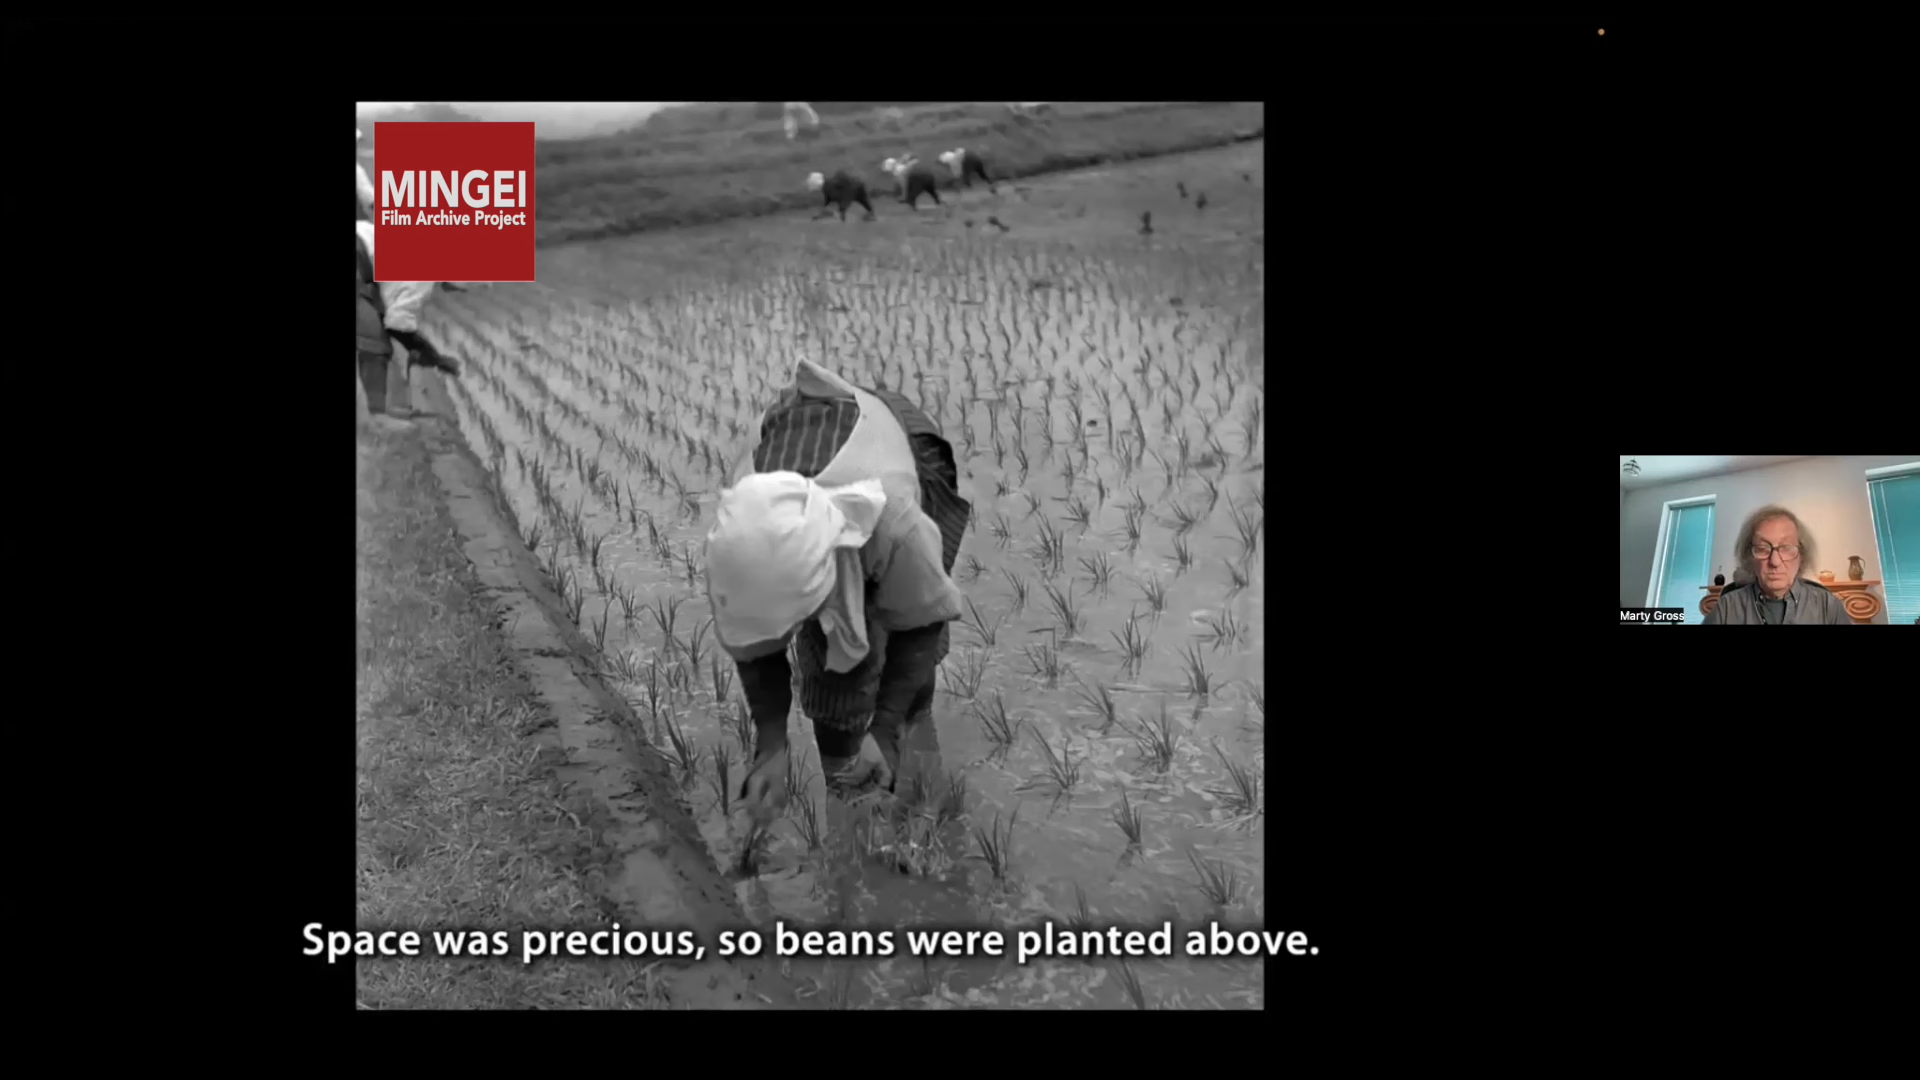 MINGEI
Film Archive Project
Marty Gross
Space was precious, so beans were planted above.